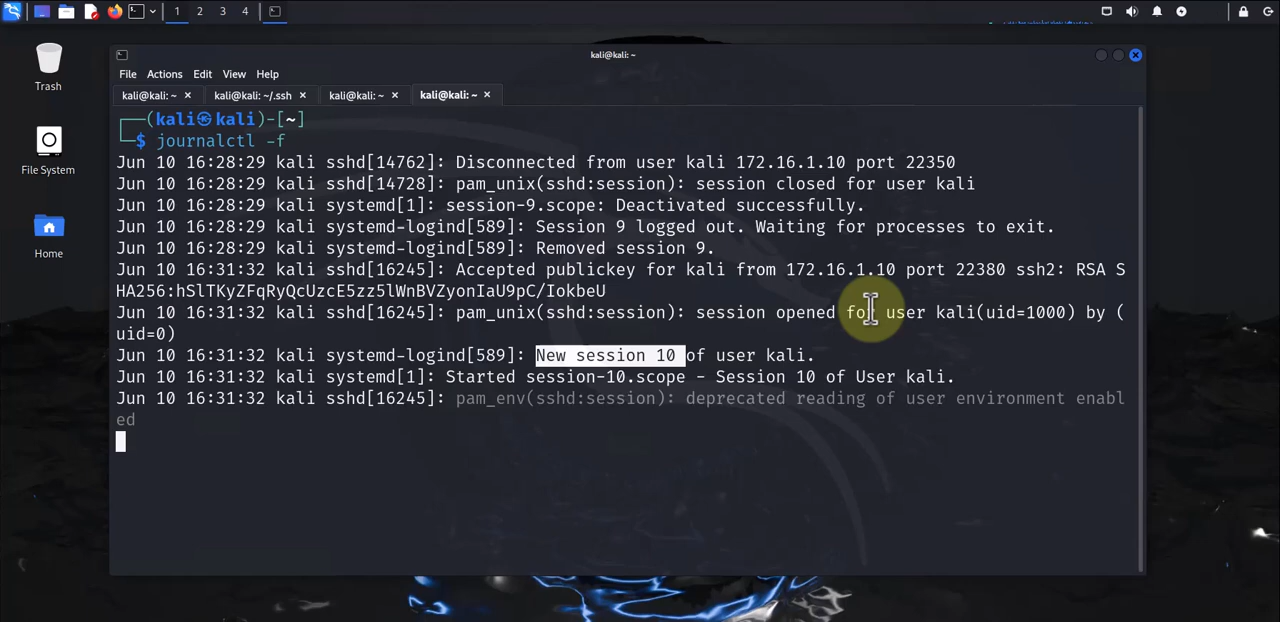 1 2 3 4
kali@kali: ~
File Actions Edit View Help
kali@kali: ~ × kali@kali: ~/.ssh × kali@kali: ~ × kali@kali: ~ ×
Trash
File System
Home
┌──(kali㉿kali)-[~]
└─$ journalctl -f
Jun 10 16:28:29 kali sshd[14762]: Disconnected from user kali 172.16.1.10 port 22350
Jun 10 16:28:29 kali sshd[14728]: pam_unix(sshd:session): session closed for user kali
Jun 10 16:28:29 kali systemd[1]: session-9.scope: Deactivated successfully.
Jun 10 16:28:29 kali systemd-logind[589]: Session 9 logged out. Waiting for processes to exit.
Jun 10 16:28:29 kali systemd-logind[589]: Removed session 9.
Jun 10 16:31:32 kali sshd[16245]: Accepted publickey for kali from 172.16.1.10 port 22380 ssh2: RSA S
HA256:hSlTKyZFqRyQcUzcE5zz5lWnBVZyonIaU9pC/IokbeU
Jun 10 16:31:32 kali sshd[16245]: pam_unix(sshd:session): session opened for user kali(uid=1000) by (
uid=0)
Jun 10 16:31:32 kali systemd-logind[589]: New session 10 of user kali.
Jun 10 16:31:32 kali systemd[1]: Started session-10.scope - Session 10 of User kali.
Jun 10 16:31:32 kali sshd[16245]: pam_env(sshd:session): deprecated reading of user environment enabl
ed